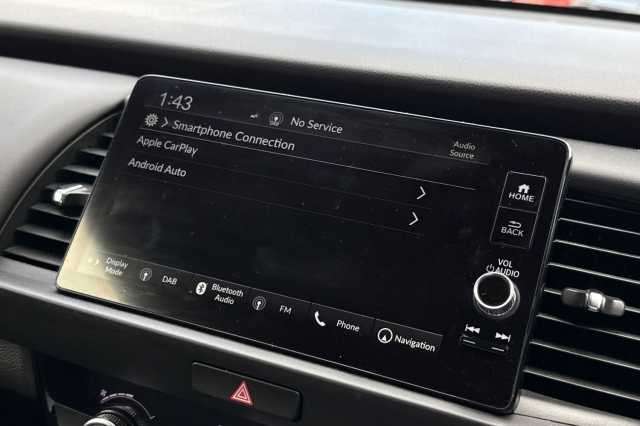 1:43
No Service
Smartphone Connection
Audio
Source
Apple CarPlay
Android Auto
HOME
BACK
VOL
AUDIO
Display
Mode
DAB
Bluetooth
Audio
FM
Phone
Navigation